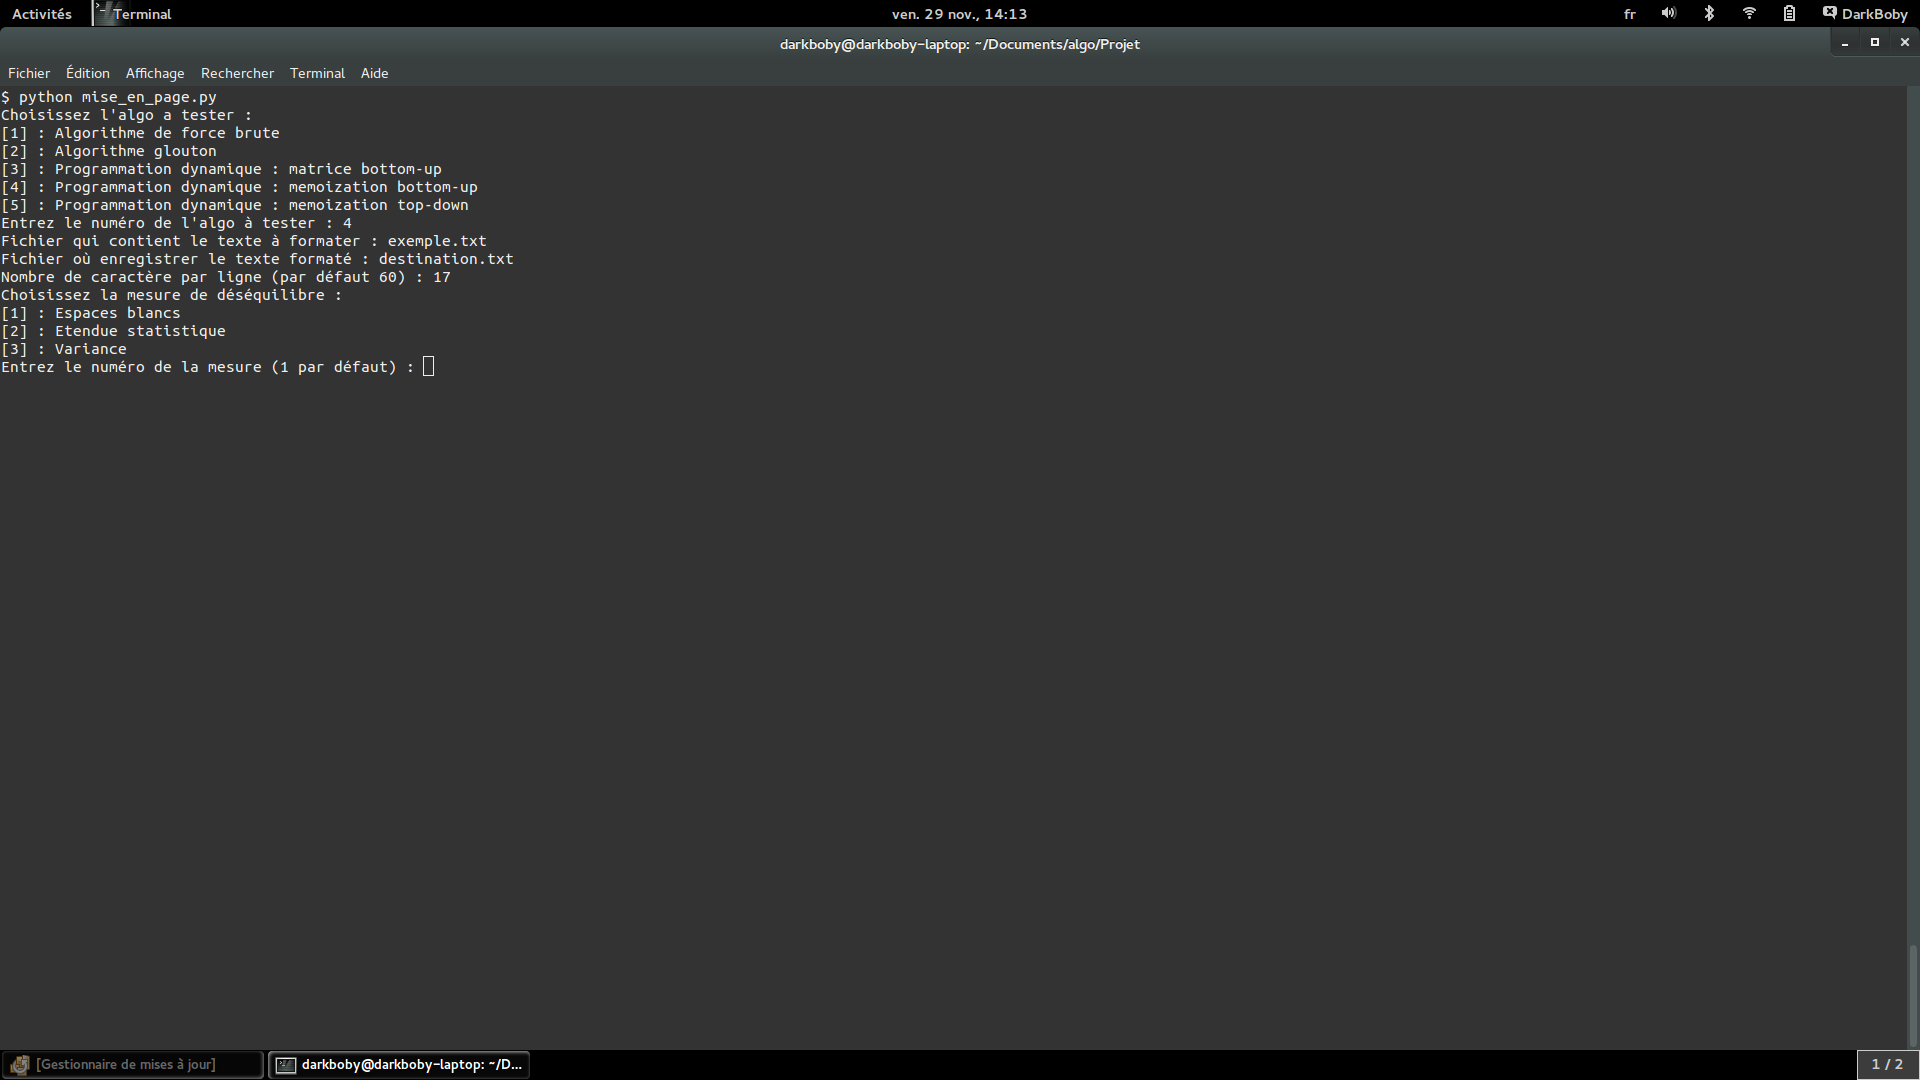 Activités Terminal ven. 29 nov., 14:13 fr DarkBoby
darkboby@darkboby-laptop: ~/Documents/algo/Projet
Fichier Édition Affichage Rechercher Terminal Aide
$ python mise_en_page.py
Choisissez l'algo a tester :
[1] : Algorithme de force brute
[2] : Algorithme glouton
[3] : Programmation dynamique : matrice bottom-up
[4] : Programmation dynamique : memoization bottom-up
[5] : Programmation dynamique : memoization top-down
Entrez le numéro de l'algo à tester : 4
Fichier qui contient le texte à formater : exemple.txt
Fichier où enregistrer le texte formaté : destination.txt
Nombre de caractère par ligne (par défaut 60) : 17
Choisissez la mesure de déséquilibre :
[1] : Espaces blancs
[2] : Etendue statistique
[3] : Variance
Entrez le numéro de la mesure (1 par défaut) :
[Gestionnaire de mises à jour] darkboby@darkboby-laptop: ~/D... 1 / 2